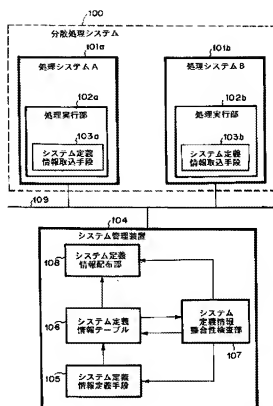 100
分散処理システム
101a
処理システムA
102a
処理実行部
103a
システム定義
情報取込手段
101b
処理システムB
102b
処理実行部
103b
システム定義
情報取込手段
109
104
システム管理装置
108
システム定義
情報配布部
106
システム定義
情報テーブル
システム
定義情報
整合性検査部
107
105
システム定義
情報定義手段